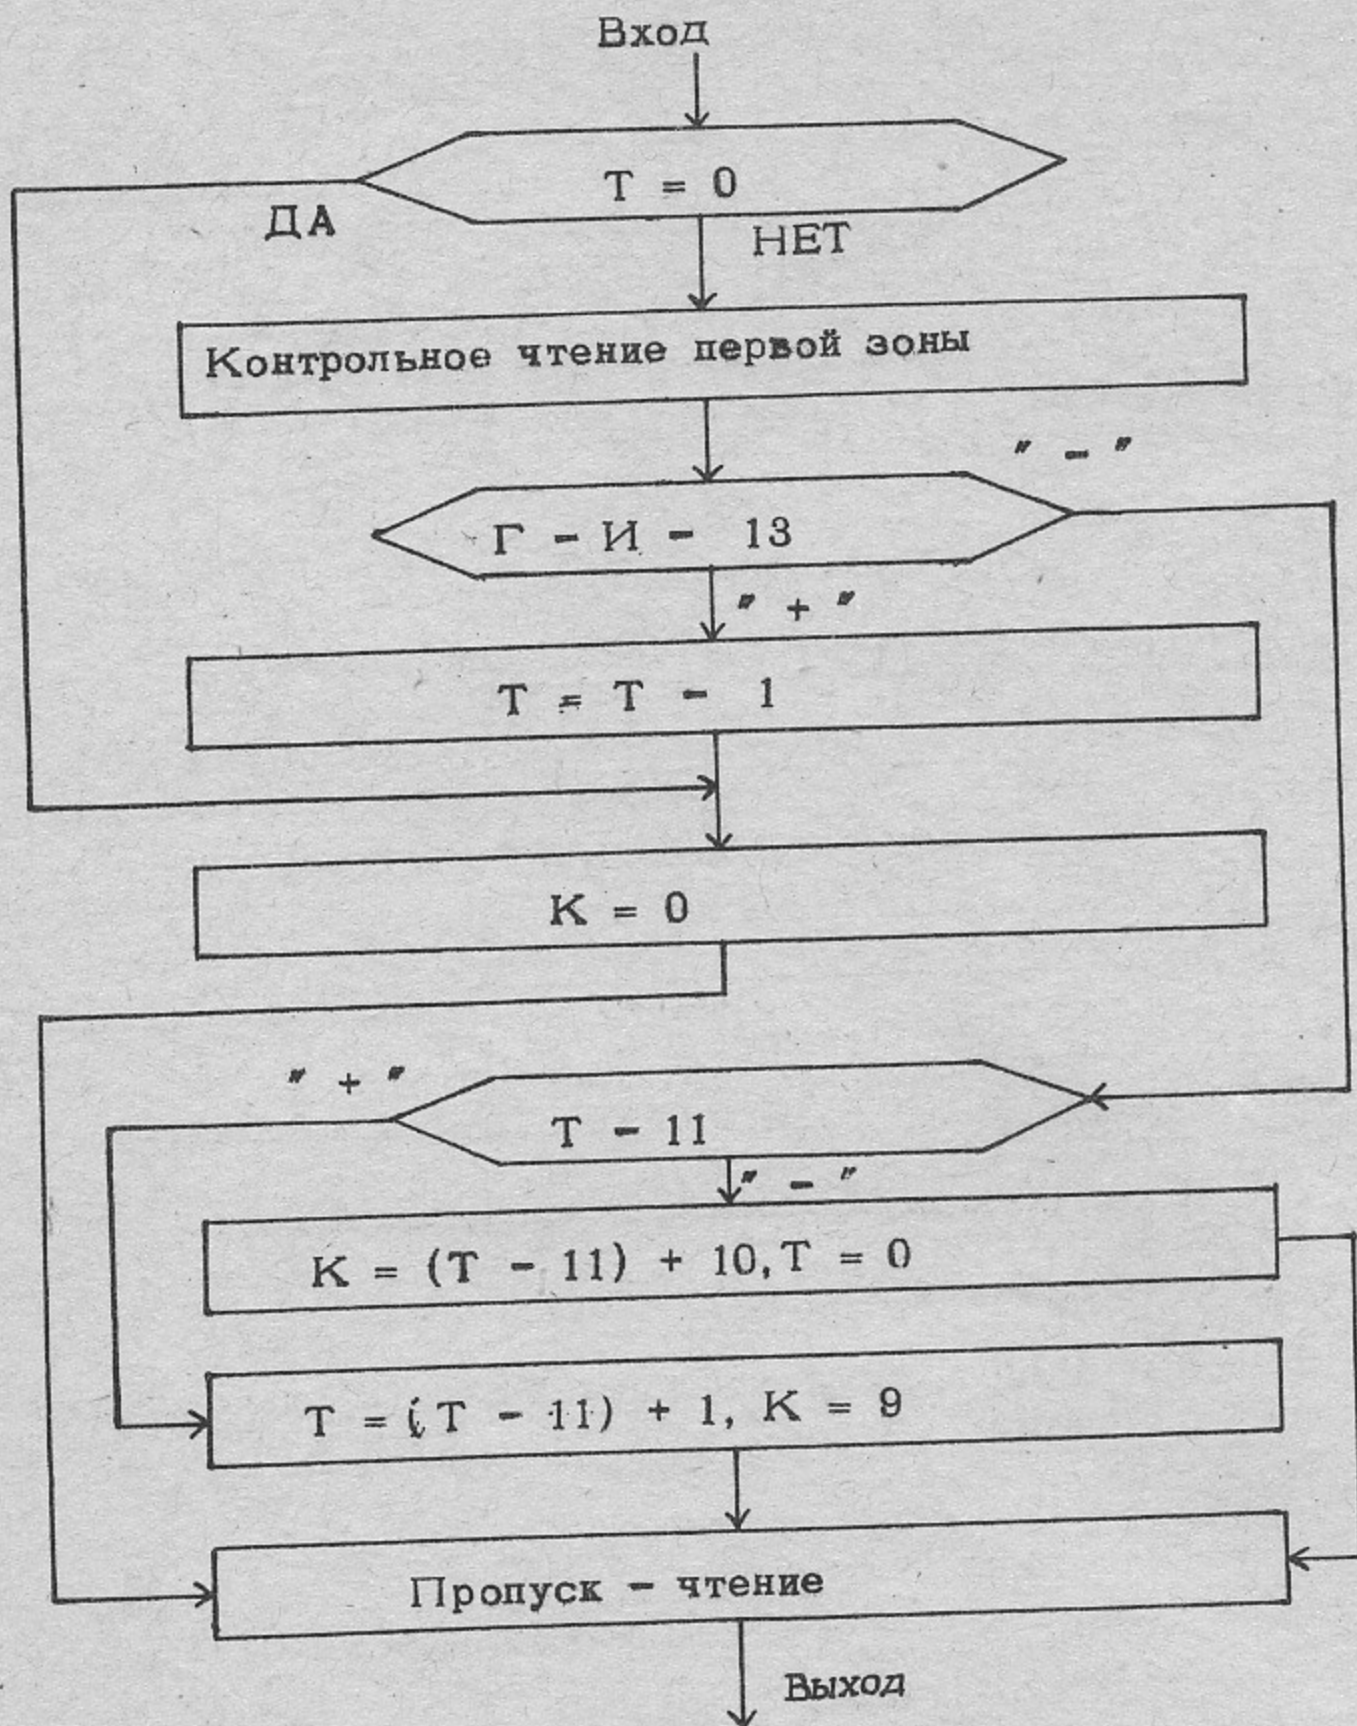 Вход
T = 0
ДА
НЕТ
Контрольное чтение первой зоны
" - "
Г - И - 13
" + "
T = T - 1
K = 0
" + "
T - 11
" - "
K = (T - 11) + 10, T = 0
T = (T - 11) + 1, K = 9
Пропуск - чтение
Выход